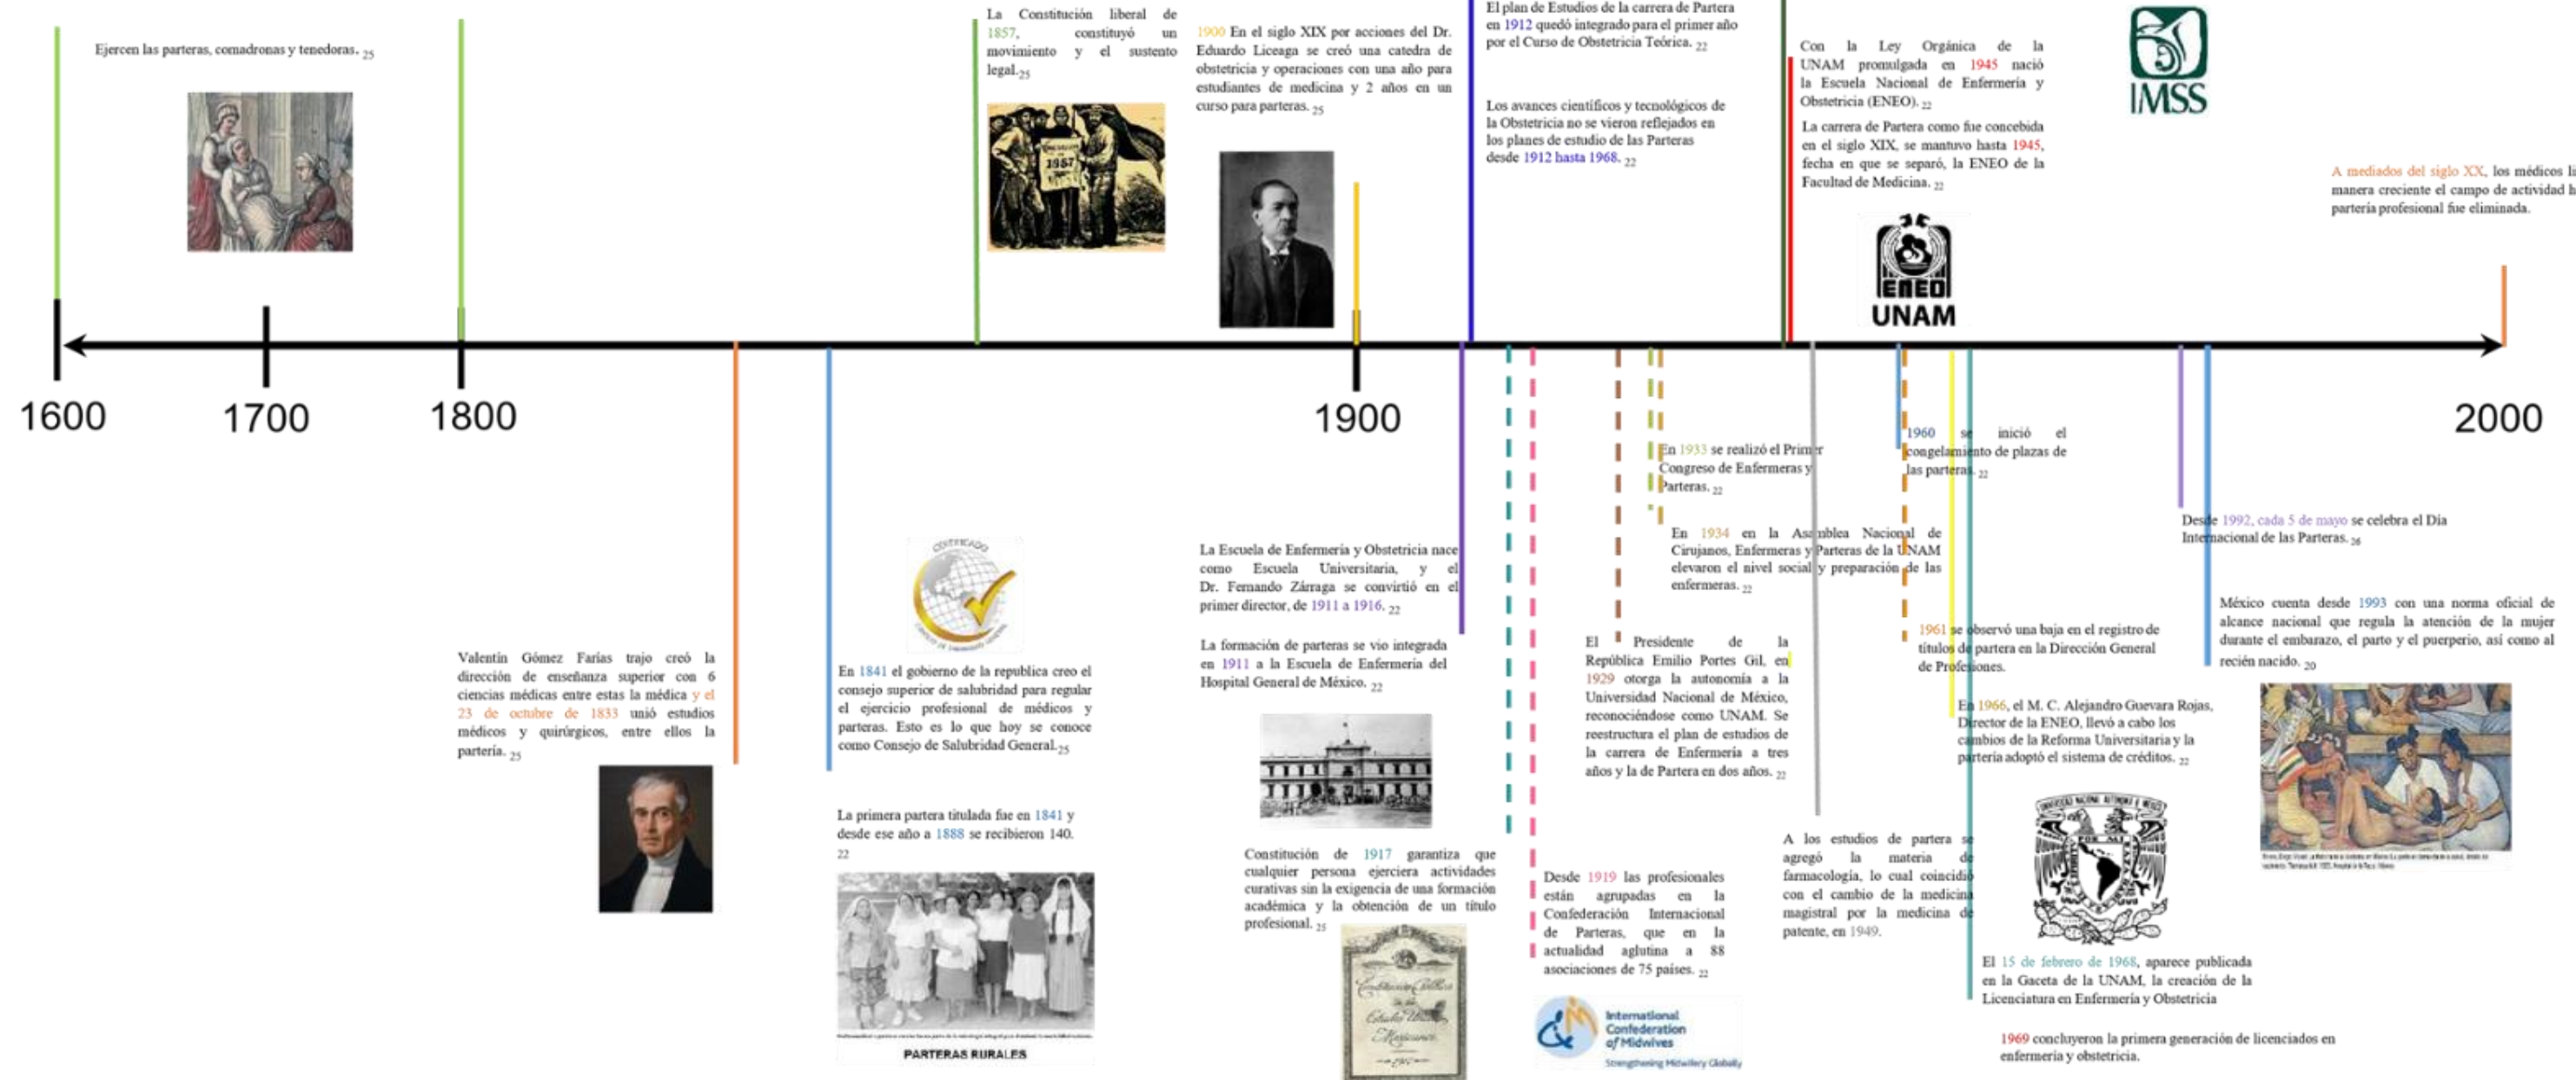 Ejercen las parteras, comadronas y tenedoras. 25
La Constitución liberal de
1857, constituyó un
movimiento y el sustento
legal.25
1857
1900 En el siglo XIX por acciones del Dr.
Eduardo Liceaga se creó una catedra de
obstetricia y operaciones con una año para
estudiantes de medicina y 2 años en un
curso para parteras. 25
El plan de Estudios de la carrera de Partera
en 1912 quedó integrado para el primer año
por el Curso de Obstetricia Teórica. 22
Los avances científicos y tecnológicos de
la Obstetricia no se vieron reflejados en
los planes de estudio de las Parteras
desde 1912 hasta 1968. 22
Con la Ley Orgánica de la
UNAM promulgada en 1945 nació
la Escuela Nacional de Enfermería y
Obstetricia (ENEO). 22
La carrera de Partera como fue concebida
en el siglo XIX, se mantuvo hasta 1945,
fecha en que se separó, la ENEO de la
Facultad de Medicina. 22
ENEO
UNAM
IMSS
A mediados del siglo XX, los médicos
manera creciente el campo de actividad
partería profesional fue eliminada.
1600
1700
1800
1900
2000
Valentín Gómez Farías trajo creó la
dirección de enseñanza superior con 6
ciencias médicas entre estas la médica y el
23 de octubre de 1833 unió estudios
médicos y quirúrgicos, entre ellos la
partería. 25
CERTIFICADO
En 1841 el gobierno de la republica creo el
consejo superior de salubridad para regular
el ejercicio profesional de médicos y
parteras. Esto es lo que hoy se conoce
como Consejo de Salubridad General.25
La primera partera titulada fue en 1841 y
desde ese año a 1888 se recibieron 140.
22
PARTERAS RURALES
La Escuela de Enfermería y Obstetricia nace
como Escuela Universitaria, y el
Dr. Fernando Zárraga se convirtió en el
primer director, de 1911 a 1916. 22
La formación de parteras se vio integrada
en 1911 a la Escuela de Enfermería del
Hospital General de México. 22
Constitución de 1917 garantiza que
cualquier persona ejerciera actividades
curativas sin la exigencia de una formación
académica y la obtención de un título
profesional. 25
Desde 1919 las profesionales
están agrupadas en la
Confederación Internacional
de Parteras, que en la
actualidad aglutina a 88
asociaciones de 75 países. 22
International
Confederation
of Midwives
Strengthening Midwifery Globally
El Presidente de la
República Emilio Portes Gil, en
1929 otorga la autonomía a la
Universidad Nacional de México,
reconociéndose como UNAM. Se
reestructura el plan de estudios de
la carrera de Enfermería a tres
años y la de Partera en dos años. 22
En 1933 se realizó el Primer
Congreso de Enfermeras y
Parteras. 22
En 1934 en la Asamblea Nacional de
Cirujanos, Enfermeras y Parteras de la UNAM
elevaron el nivel social y preparación de las
enfermeras. 22
A los estudios de partera se
agregó la materia de
farmacología, lo cual coincidió
con el cambio de la medicina
magistral por la medicina de
patente, en 1949.
1960 se inició el
congelamiento de plazas de
las parteras. 22
1961 se observó una baja en el registro de
títulos de partera en la Dirección General
de Profesiones.
En 1966, el M. C. Alejandro Guevara Rojas,
Director de la ENEO, llevó a cabo los
cambios de la Reforma Universitaria y la
partería adoptó el sistema de créditos. 22
El 15 de febrero de 1968, aparece publicada
en la Gaceta de la UNAM, la creación de la
Licenciatura en Enfermería y Obstetricia
1969 concluyeron la primera generación de licenciados en
enfermería y obstetricia.
Desde 1992, cada 5 de mayo se celebra el Día
Internacional de las Parteras. 26
México cuenta desde 1993 con una norma oficial de
alcance nacional que regula la atención de la mujer
durante el embarazo, el parto y el puerperio, así como al
recién nacido. 20